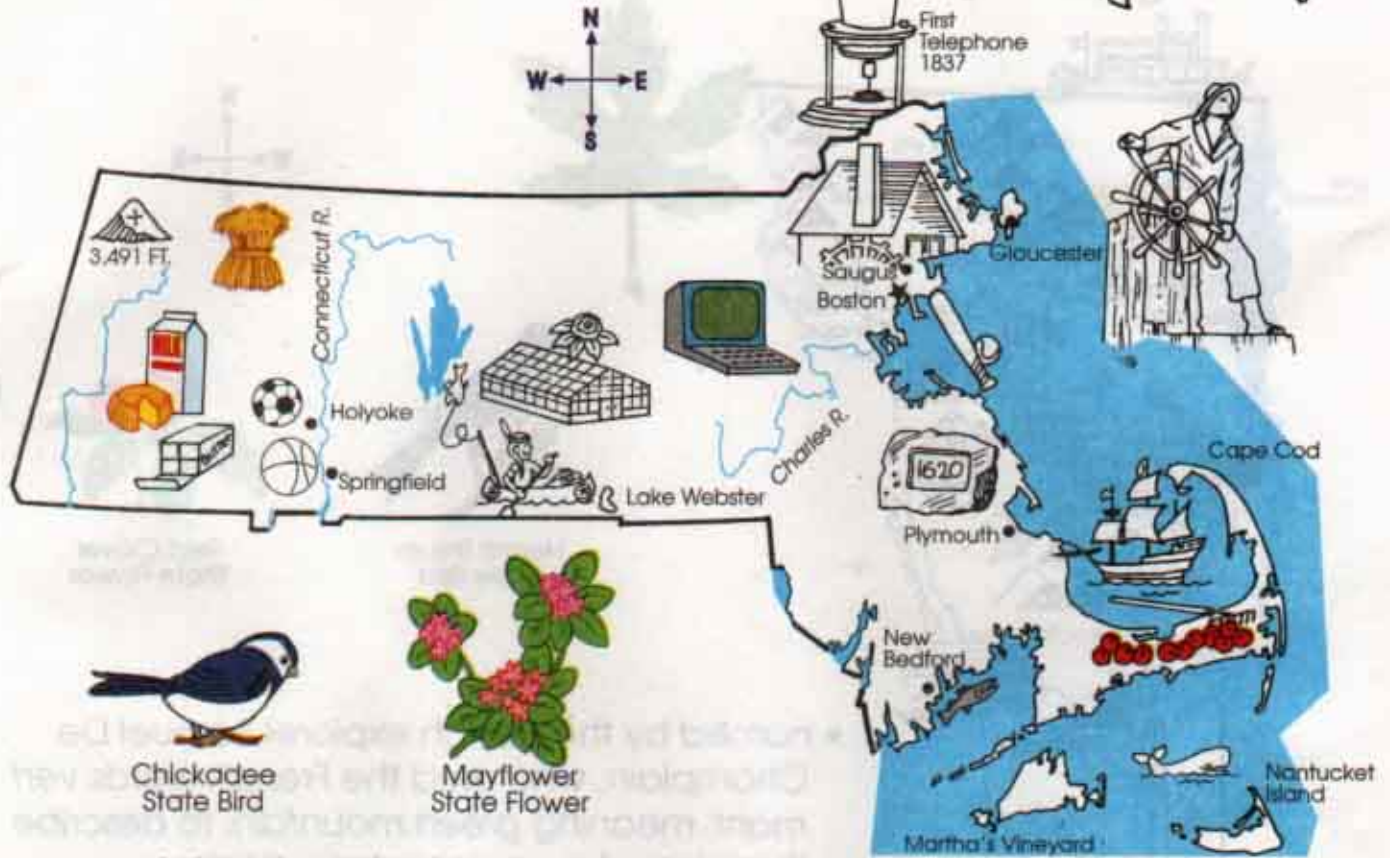 N
W E
S
First
Telephone
1837
3,491 FT.
Connecticut R.
Saugus
Boston
Gloucester
Holyoke
Springfield
Lake Webster
Charles R.
1620
Plymouth
Cape Cod
New
Bedford
Nantucket
Island
Martha's Vineyard
Chickadee
State Bird
Mayflower
State Flower